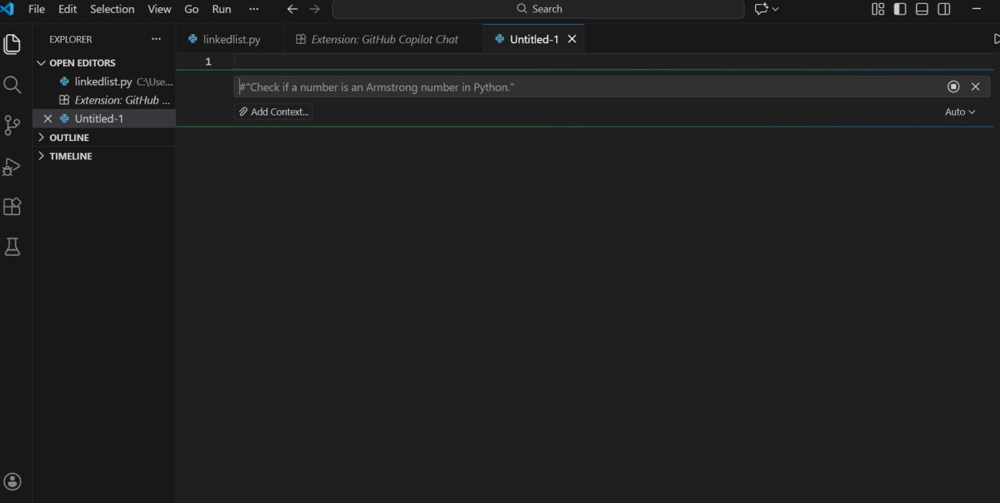 File Edit Selection View Go Run ··· Search
EXPLORER ···
linkedlist.py Extension: GitHub Copilot Chat Untitled-1
OPEN EDITORS
linkedlist.py C:\Use...
Extension: GitHub ...
Untitled-1
OUTLINE
TIMELINE
1
#"Check if a number is an Armstrong number in Python."
Add Context...
Auto